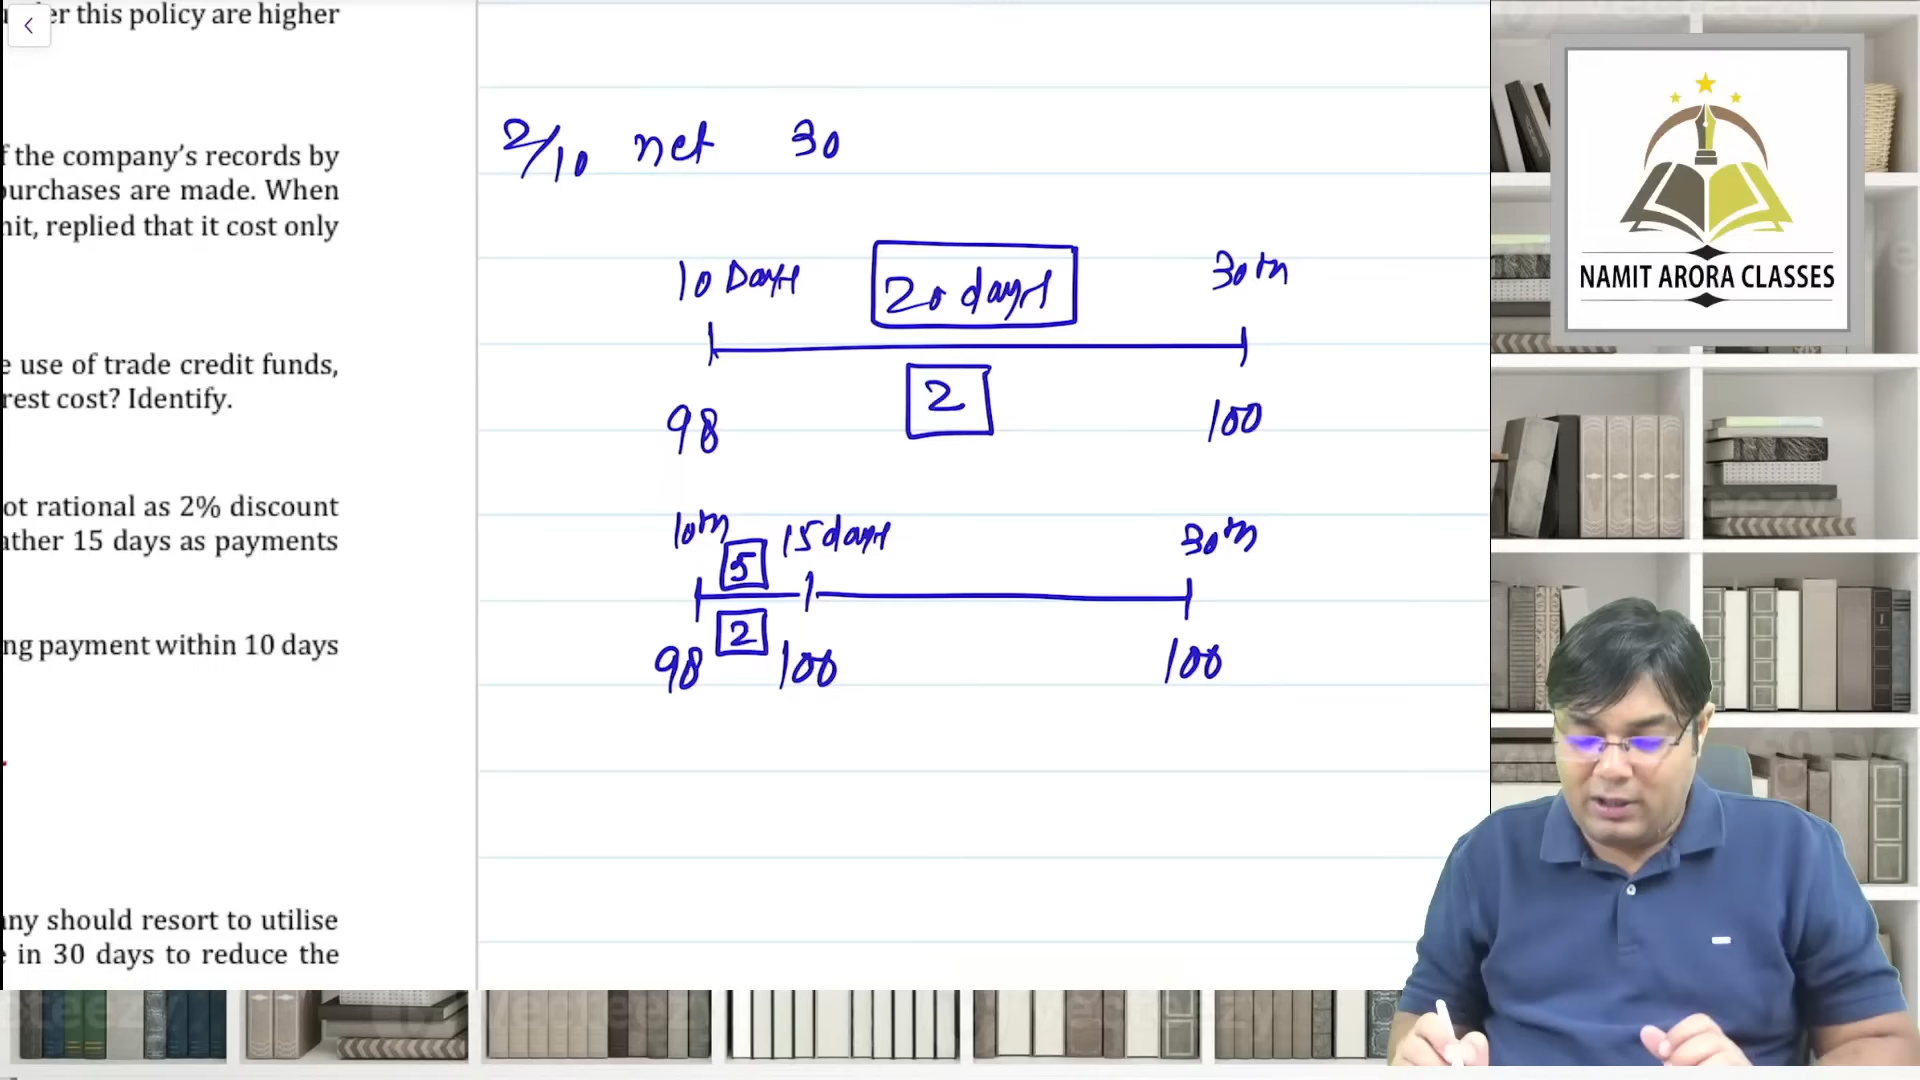 er this policy are higher
f the company's records by
purchases are made. When
nit, replied that it cost only
e use of trade credit funds,
rest cost? Identify.
ot rational as 2% discount
ather 15 days as payments
ng payment within 10 days
any should resort to utilise
in 30 days to reduce the
2/10 net 30
10 Days 20 days 30th
2
98 100
10th 5 15 days 30th
2
98 100 100
NAMIT ARORA CLASSES